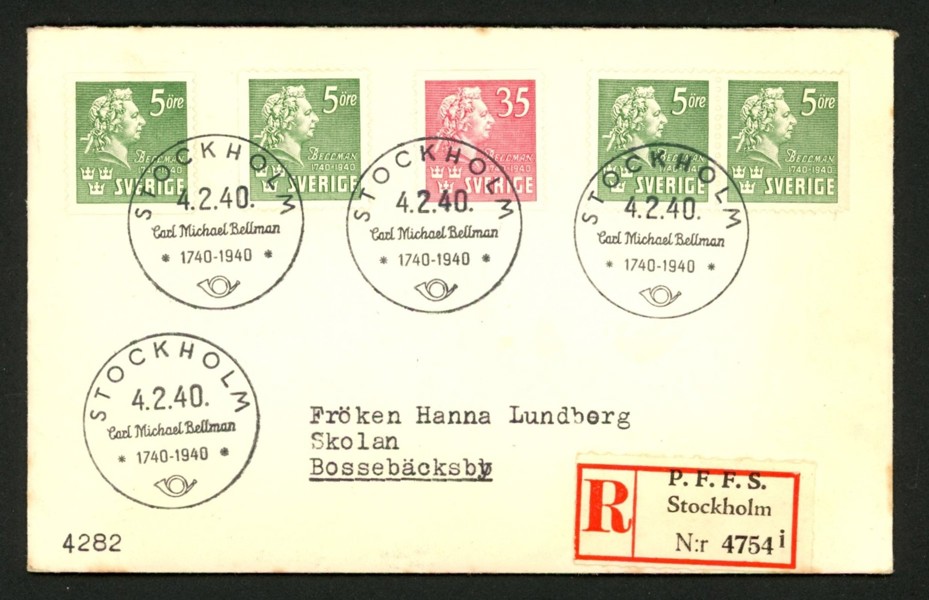 5 öre
BELLMAN
1740-1940
SVERIGE
5 öre
BELLMAN
1740-1940
SVERIGE
35
BELLMAN
1740-1940
SVERIGE
5 öre
BELLMAN
1740-1940
SVERIGE
5 öre
BELLMAN
1740-1940
SVERIGE
STOCKHOLM
4.2.40.
Carl Michael Bellman
* 1740-1940 *
STOCKHOLM
4.2.40.
Carl Michael Bellman
* 1740-1940 *
STOCKHOLM
4.2.40.
Carl Michael Bellman
* 1740-1940 *
STOCKHOLM
4.2.40.
Carl Michael Bellman
* 1740-1940 *
Fröken Hanna Lundberg
Skolan
Bossebäcksby
R
P. F. F. S.
Stockholm
N:r 4754 i
4282